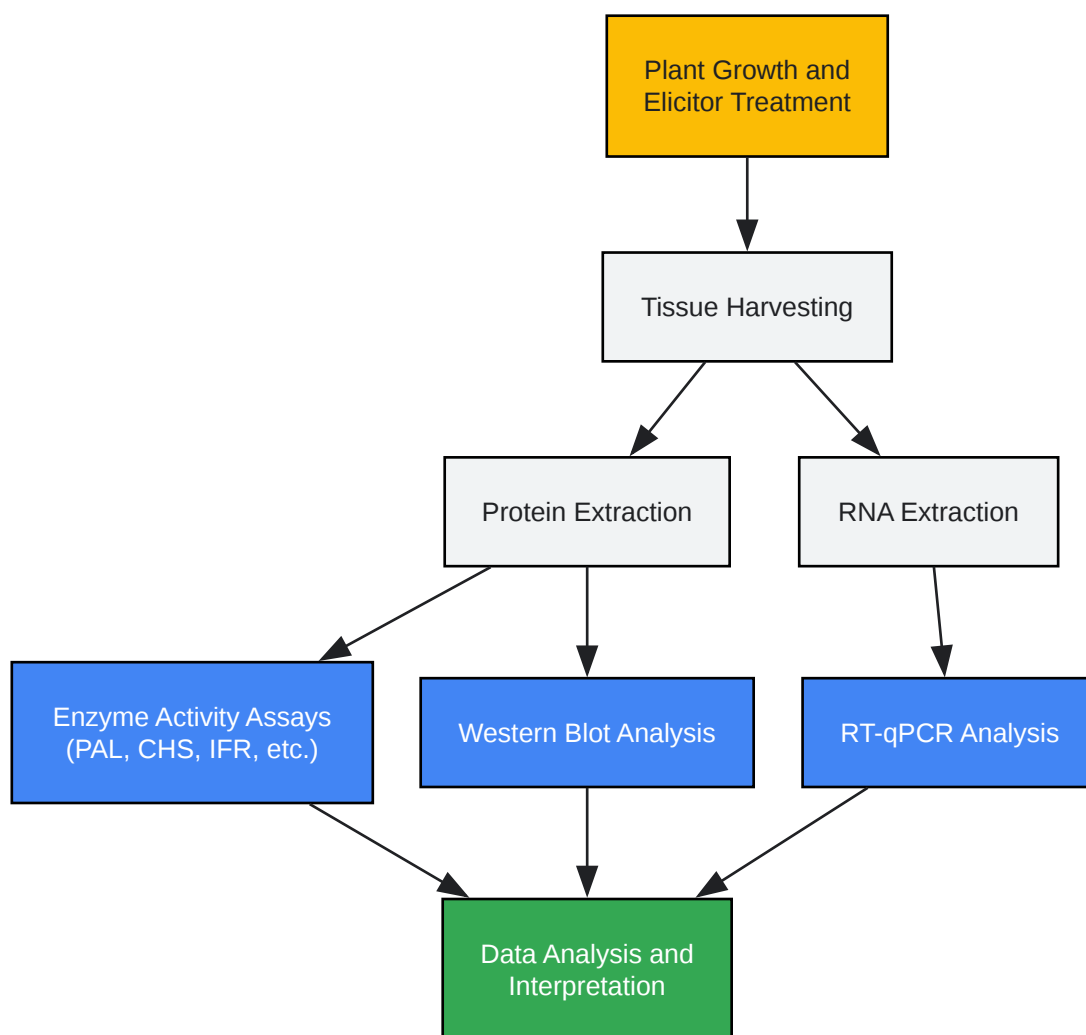 Plant Growth and
Elicitor Treatment
Tissue Harvesting
Protein Extraction
RNA Extraction
Enzyme Activity Assays
(PAL, CHS, IFR, etc.)
Western Blot Analysis
RT-qPCR Analysis
Data Analysis and
Interpretation